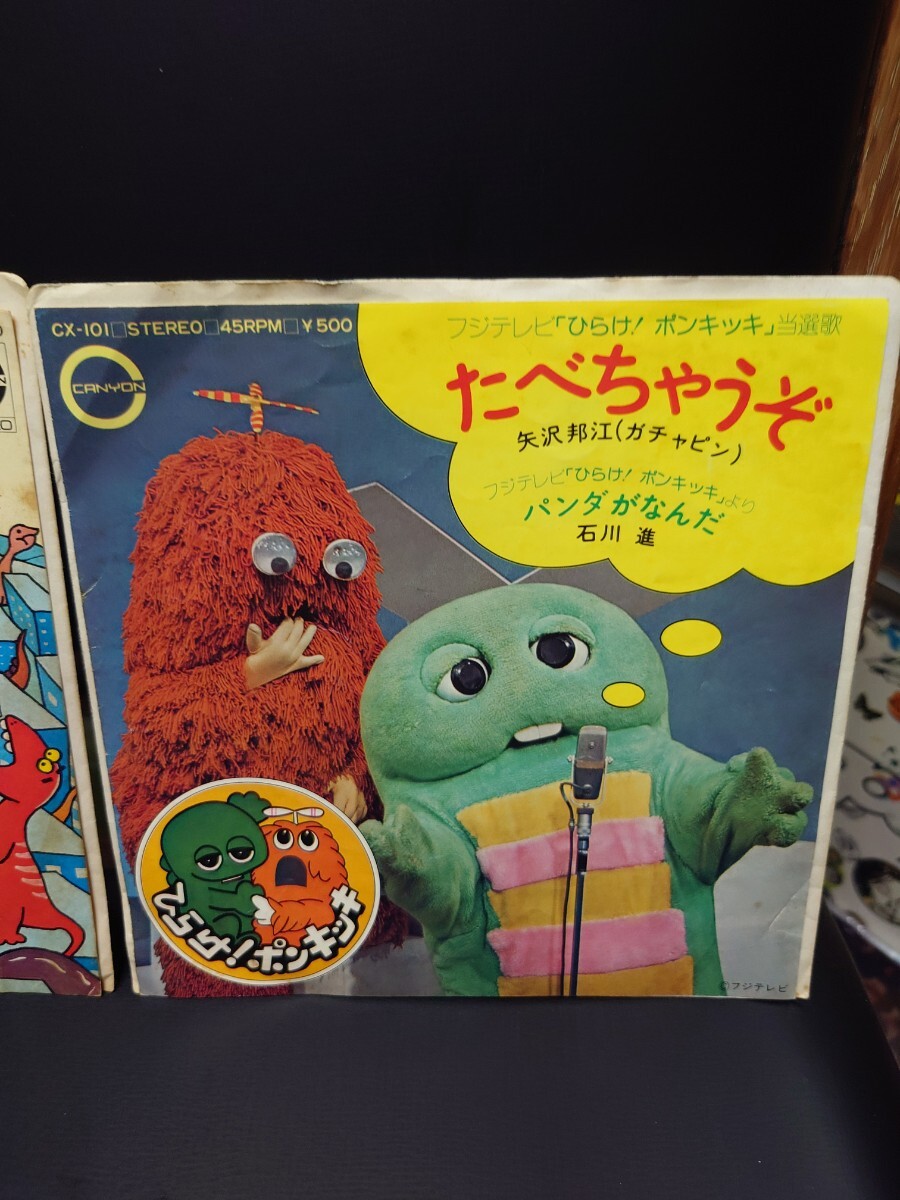 CX-101□STEREO□45RPM□¥500
CANYON
フジテレビ「ひらけ!ポンキッキ」当選歌
たべちゃうぞ
矢沢邦江(ガチャピン)
フジテレビ「ひらけ!ポンキッキ」より
パンダがなんだ
石川 進
ひらけ!ポンキッキ
©フジテレビ